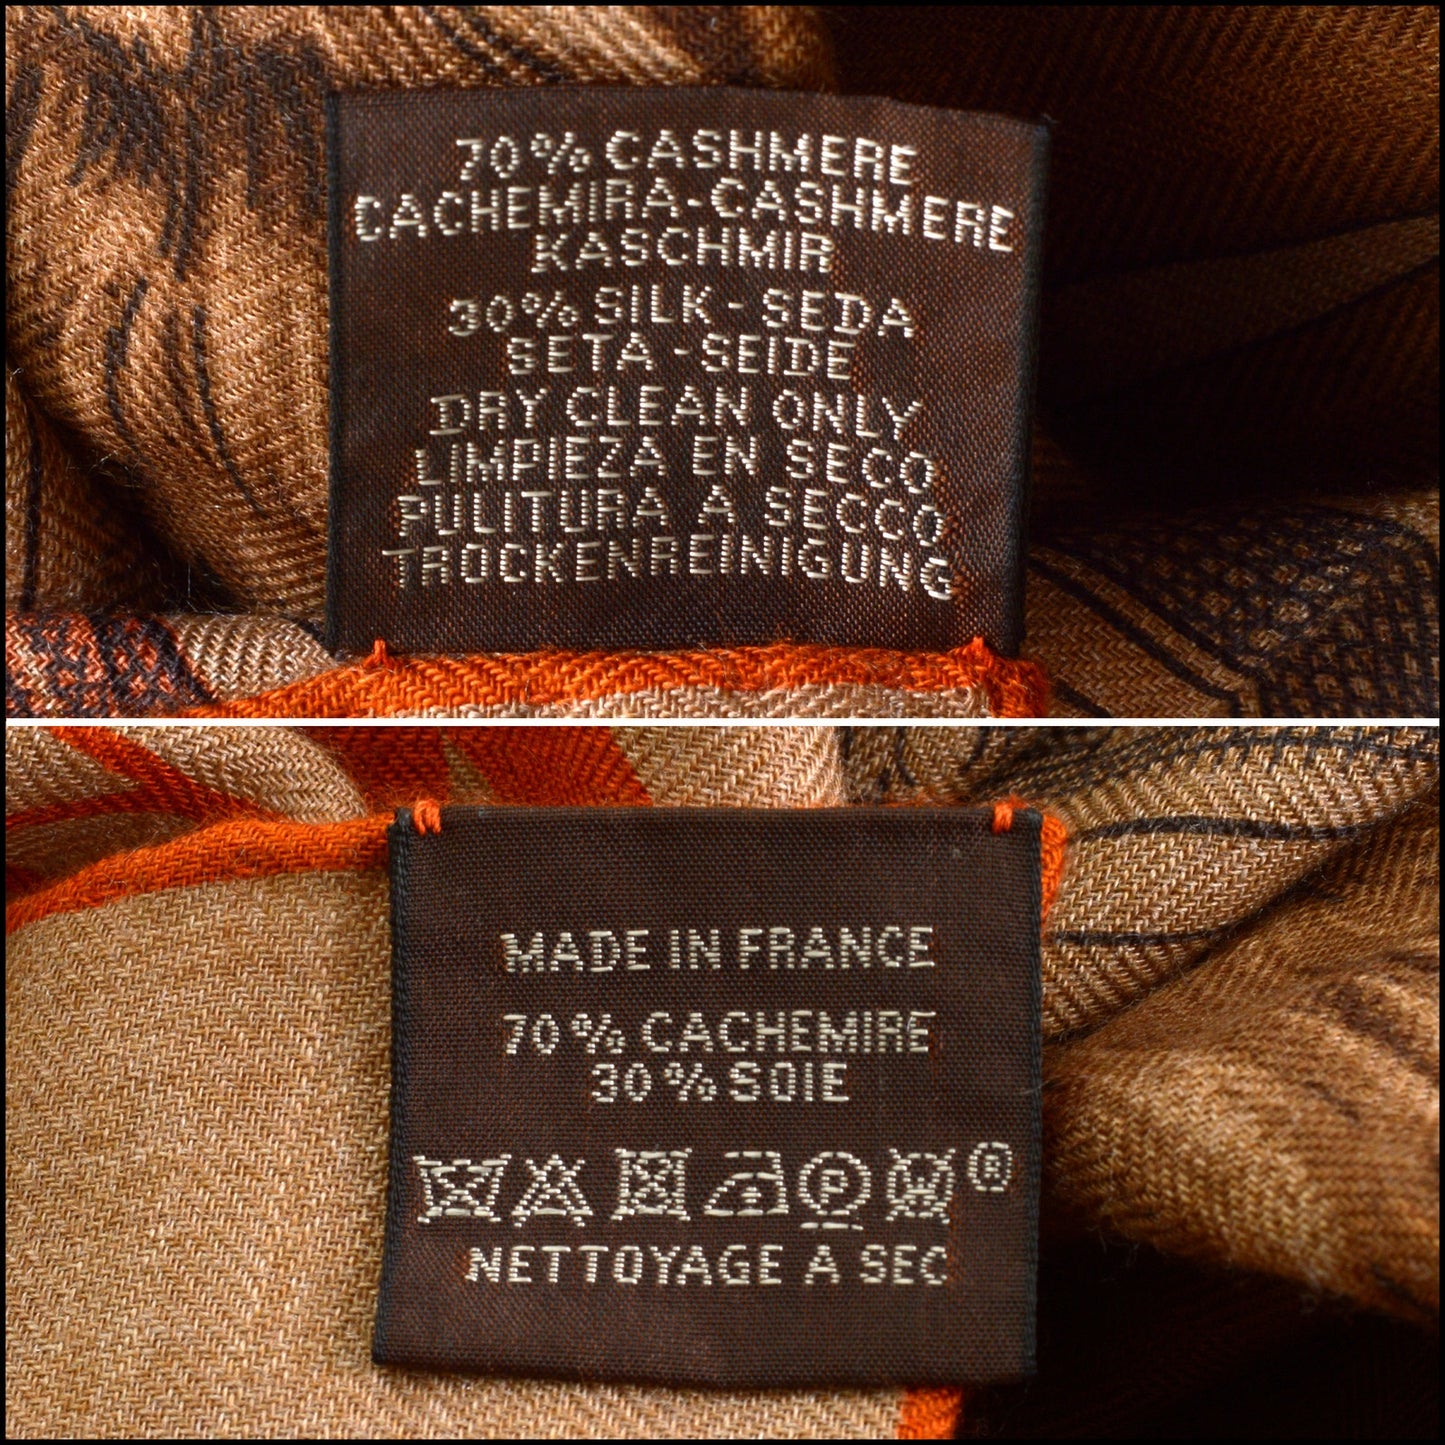 70% CASHMERE
CACHEMIRA-CASHMERE
KASCHMIR
30% SILK - SEDA
SETA - SEIDE
DRY CLEAN ONLY
LIMPIEZA EN SECO
PULITURA A SECCO
TROCKENREINIGUNG
MADE IN FRANCE
70% CACHEMIRE
30% SOIE
P W ®
NETTOYAGE A SEC